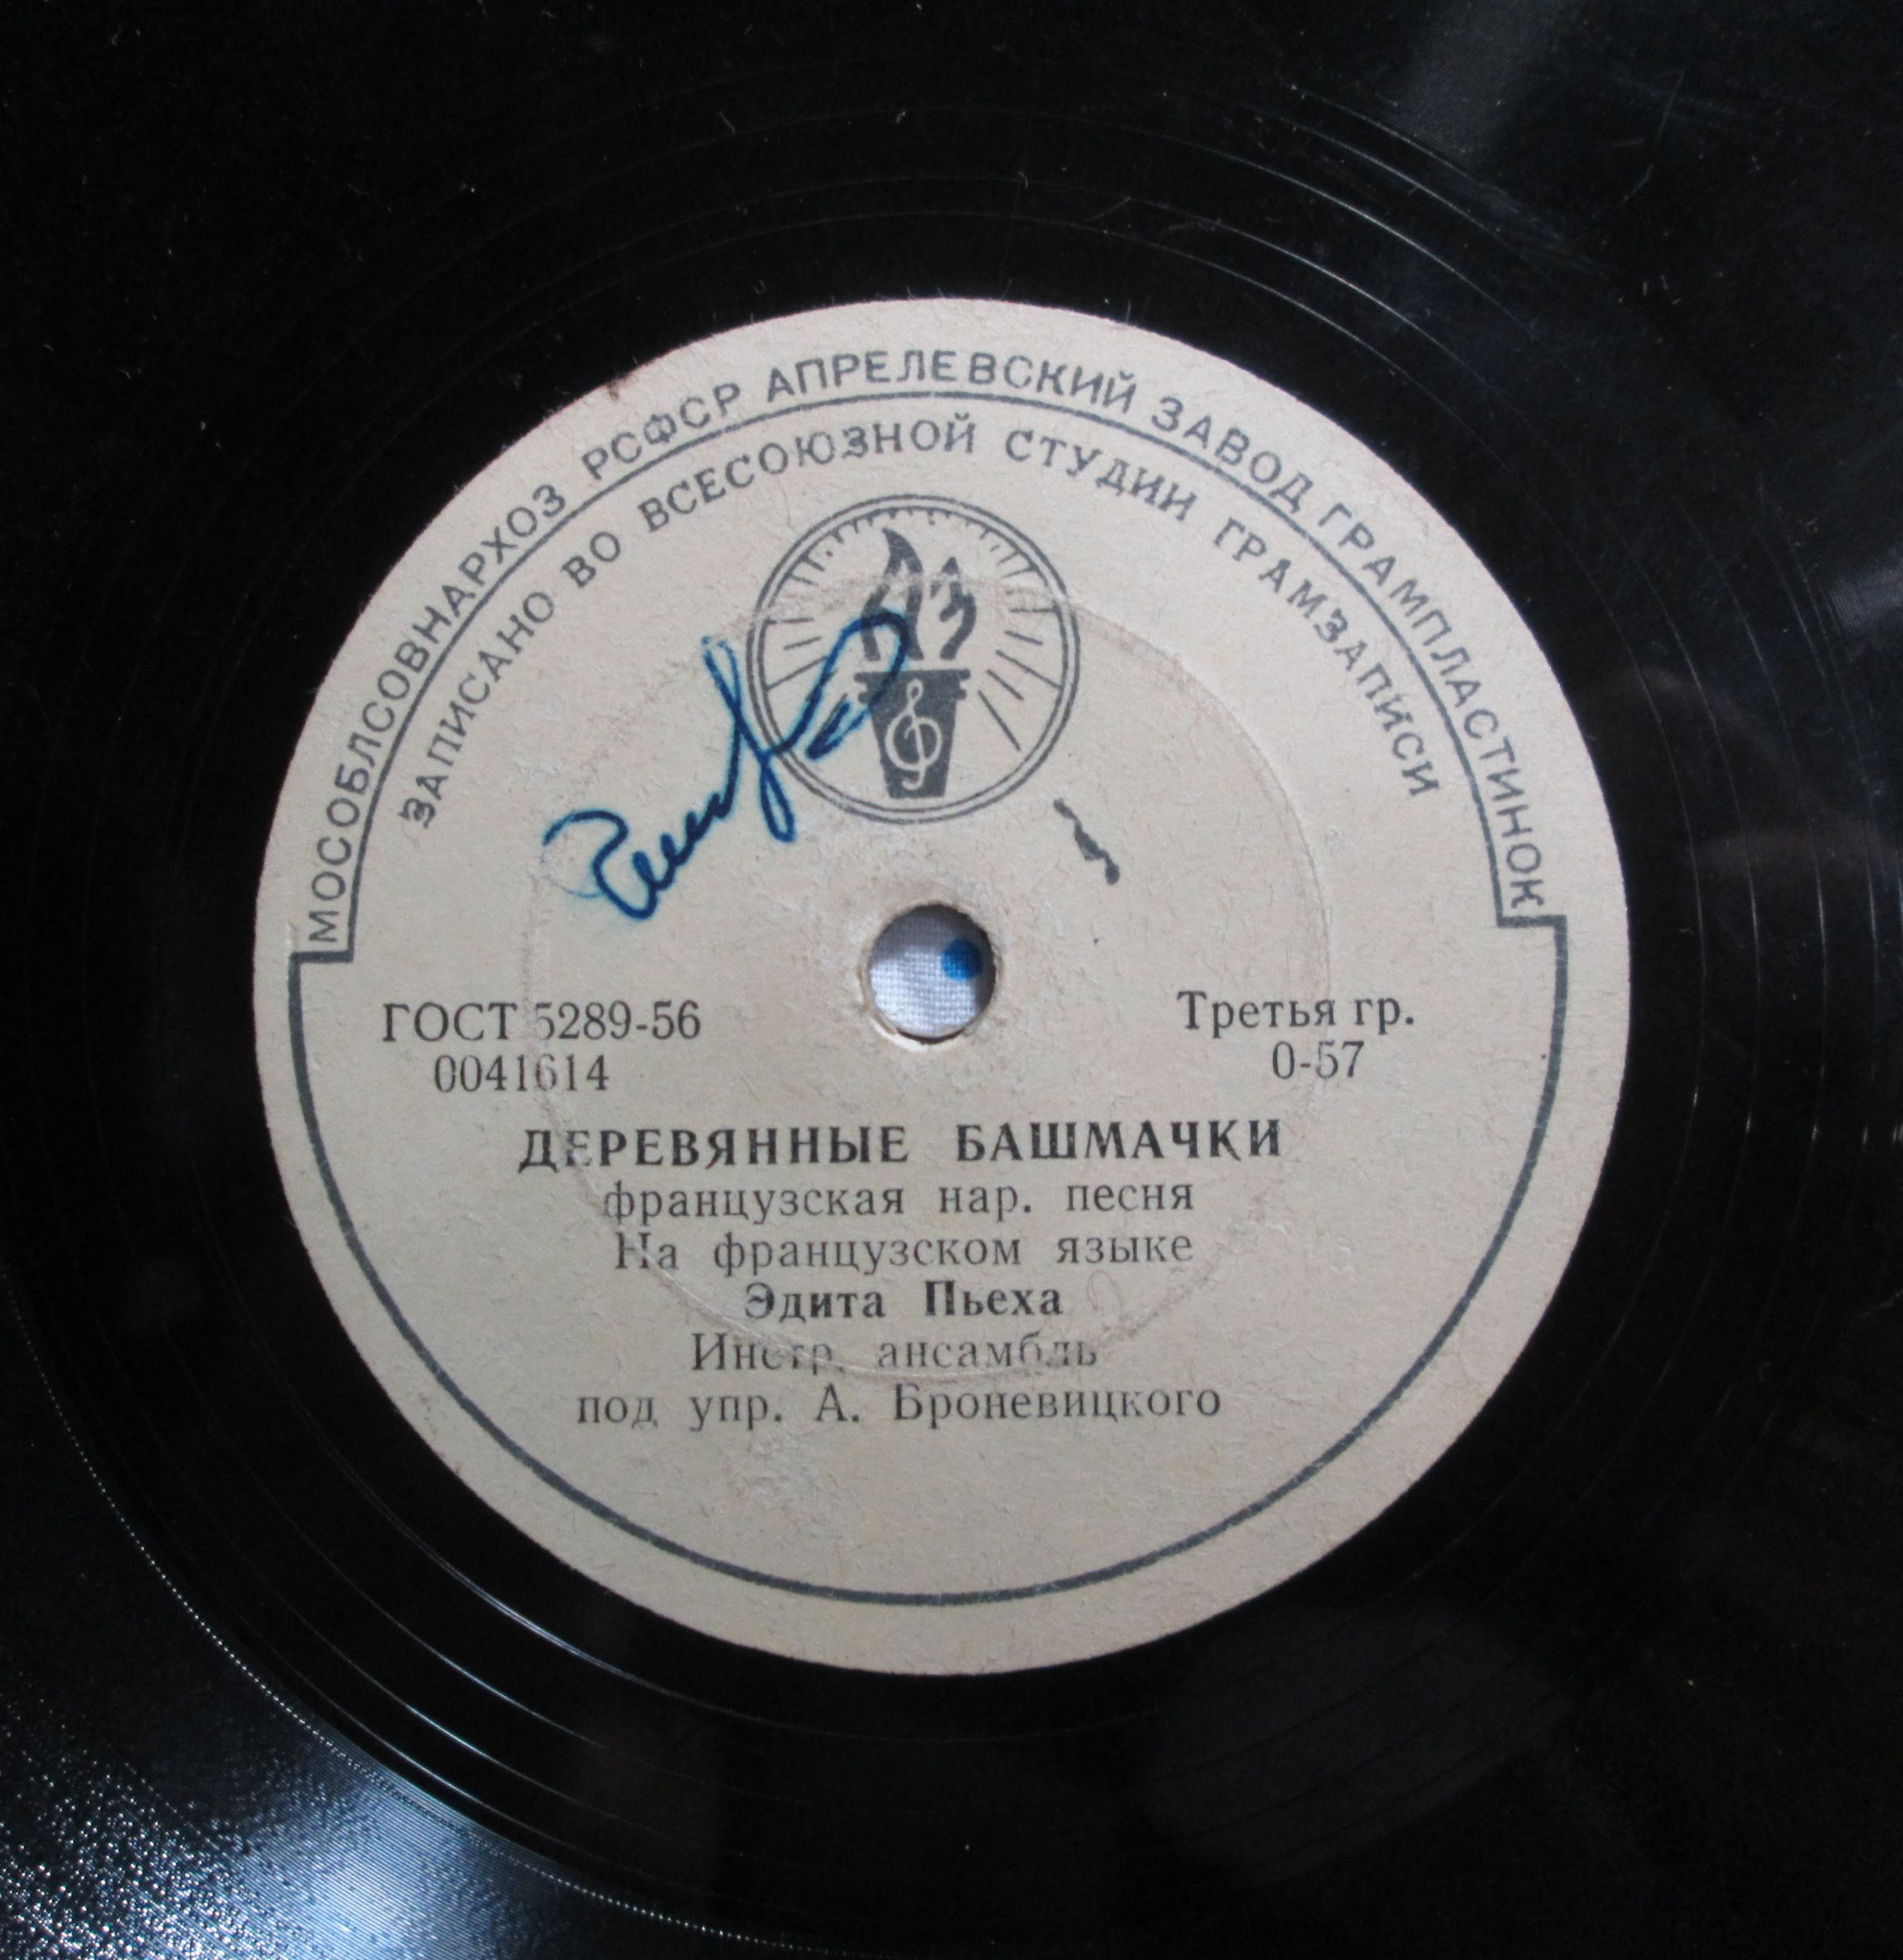 МОСОБЛСОВНАРХОЗ РСФСР АПРЕЛЕВСКИЙ ЗАВОД ГРАМПЛАСТИНОК
ЗАПИСАНО ВО ВСЕСОЮЗНОЙ СТУДИИ ГРАМЗАПИСИ
АЗ
ГОСТ 5289-56
0041614
Третья гр.
0-57
ДЕРЕВЯННЫЕ БАШМАЧКИ
французская нар. песня
На французском языке
Эдита Пьеха
Инстр. ансамбль
под упр. А. Броневицкого